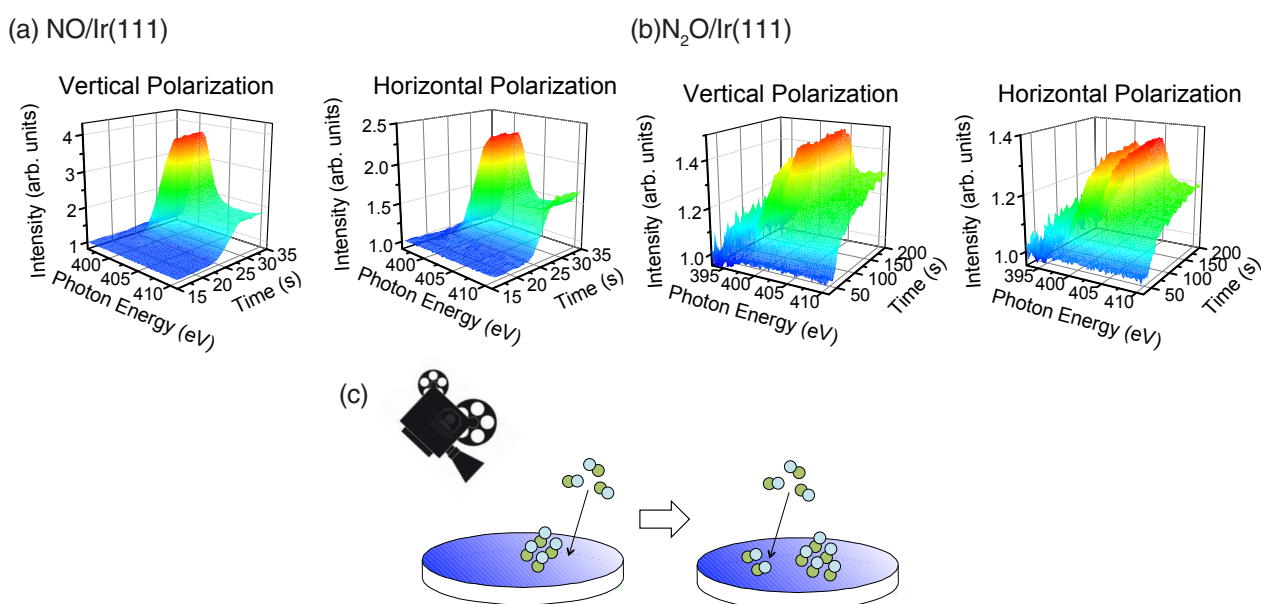 (a) NO/Ir(111)
Vertical Polarization
Intensity (arb. units)
4
3
2
1
400
405
410
Photon Energy (eV)
15
20
25
30
35
Time (s)
Horizontal Polarization
Intensity (arb. units)
2.5
2.0
1.5
1.0
400
405
410
Photon Energy (eV)
15
20
25
30
35
Time (s)
(b)N₂O/Ir(111)
Vertical Polarization
Intensity (arb. units)
1.4
1.2
1.0
395
400
405
410
Photon Energy (eV)
50
100
150
200
Time (s)
Horizontal Polarization
Intensity (arb. units)
1.4
1.2
1.0
395
400
405
410
Photon Energy (eV)
50
100
150
200
Time (s)
(c)